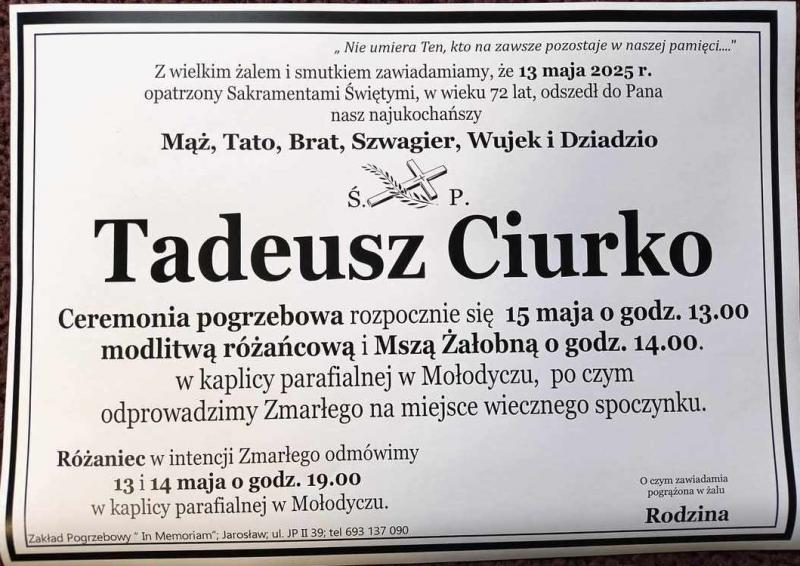 „ Nie umiera Ten, kto na zawsze pozostaje w naszej pamięci...."
Z wielkim żalem i smutkiem zawiadamiamy, że 13 maja 2025 r.
opatrzony Sakramentami Świętymi, w wieku 72 lat, odszedł do Pana
nasz najukochańszy
Mąż, Tato, Brat, Szwagier, Wujek i Dziadzio
Ś. P.
Tadeusz Ciurko
Ceremonia pogrzebowa rozpocznie się 15 maja o godz. 13.00
modlitwą różańcową i Mszą Żałobną o godz. 14.00.
w kaplicy parafialnej w Mołodyczu, po czym
odprowadzimy Zmarłego na miejsce wiecznego spoczynku.
Różaniec w intencji Zmarłego odmówimy
13 i 14 maja o godz. 19.00
w kaplicy parafialnej w Mołodyczu.
O czym zawiadamia
pogrążona w żalu
Rodzina
Zakład Pogrzebowy " In Memoriam"; Jarosław; ul. JP II 39; tel 693 137 090